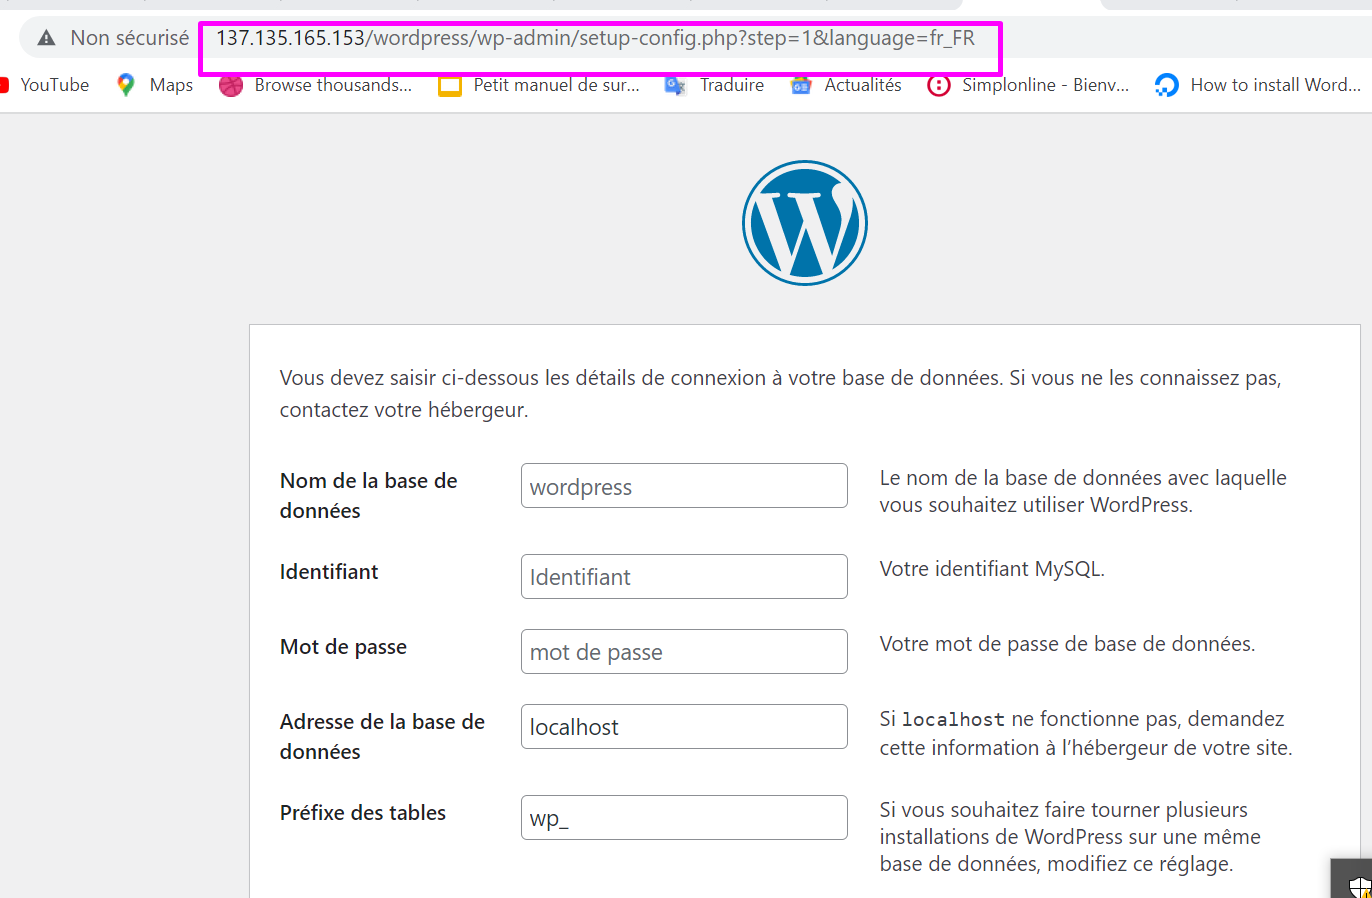 Non sécurisé 137.135.165.153/wordpress/wp-admin/setup-config.php?step=1&language=fr_FR
YouTube Maps Browse thousands... Petit manuel de sur... Traduire Actualités Simplonline - Bienv... How to install Word...
Vous devez saisir ci-dessous les détails de connexion à votre base de données. Si vous ne les connaissez pas,
contactez votre hébergeur.
Nom de la base de
données
wordpress
Le nom de la base de données avec laquelle
vous souhaitez utiliser WordPress.
Identifiant
Identifiant
Votre identifiant MySQL.
Mot de passe
mot de passe
Votre mot de passe de base de données.
Adresse de la base de
données
localhost
Si localhost ne fonctionne pas, demandez
cette information à l’hébergeur de votre site.
Préfixe des tables
wp_
Si vous souhaitez faire tourner plusieurs
installations de WordPress sur une même
base de données, modifiez ce réglage.